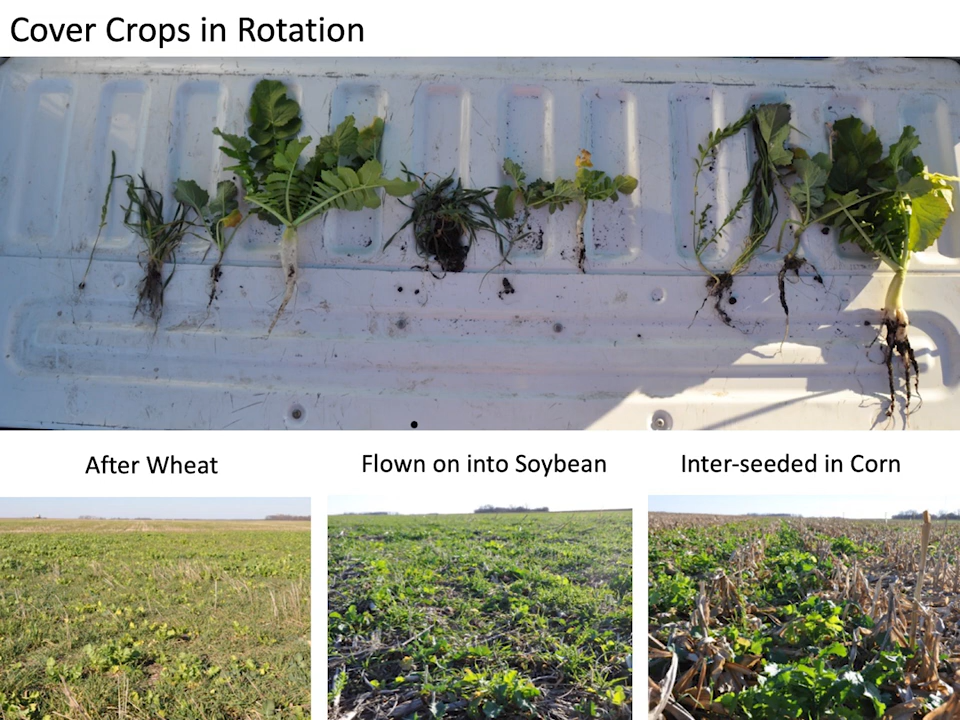 Cover Crops in Rotation
After Wheat
Flown on into Soybean
Inter-seeded in Corn